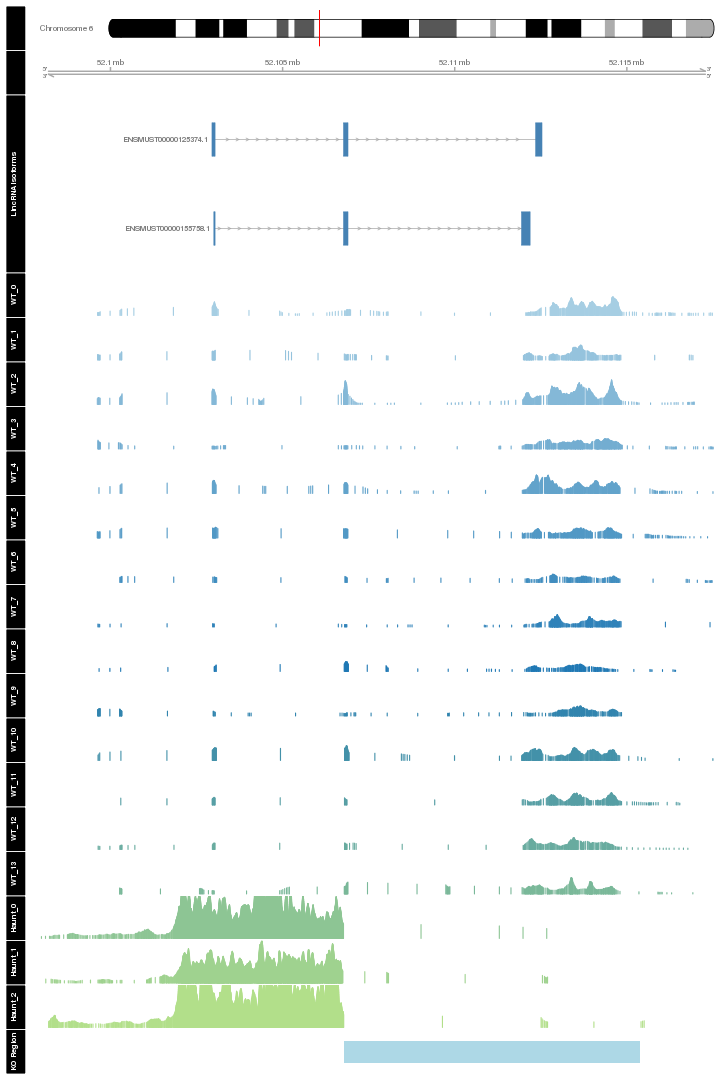 Chromosome 6
5'
3'
52.1 mb
52.105 mb
52.11 mb
52.115 mb
3'
5'
LincRNA Isoforms
ENSMUST00000125374.1
ENSMUST00000155758.1
WT_0
WT_1
WT_2
WT_3
WT_4
WT_5
WT_6
WT_7
WT_8
WT_9
WT_10
WT_11
WT_12
WT_13
Haunt_0
Haunt_1
Haunt_2
KO Region